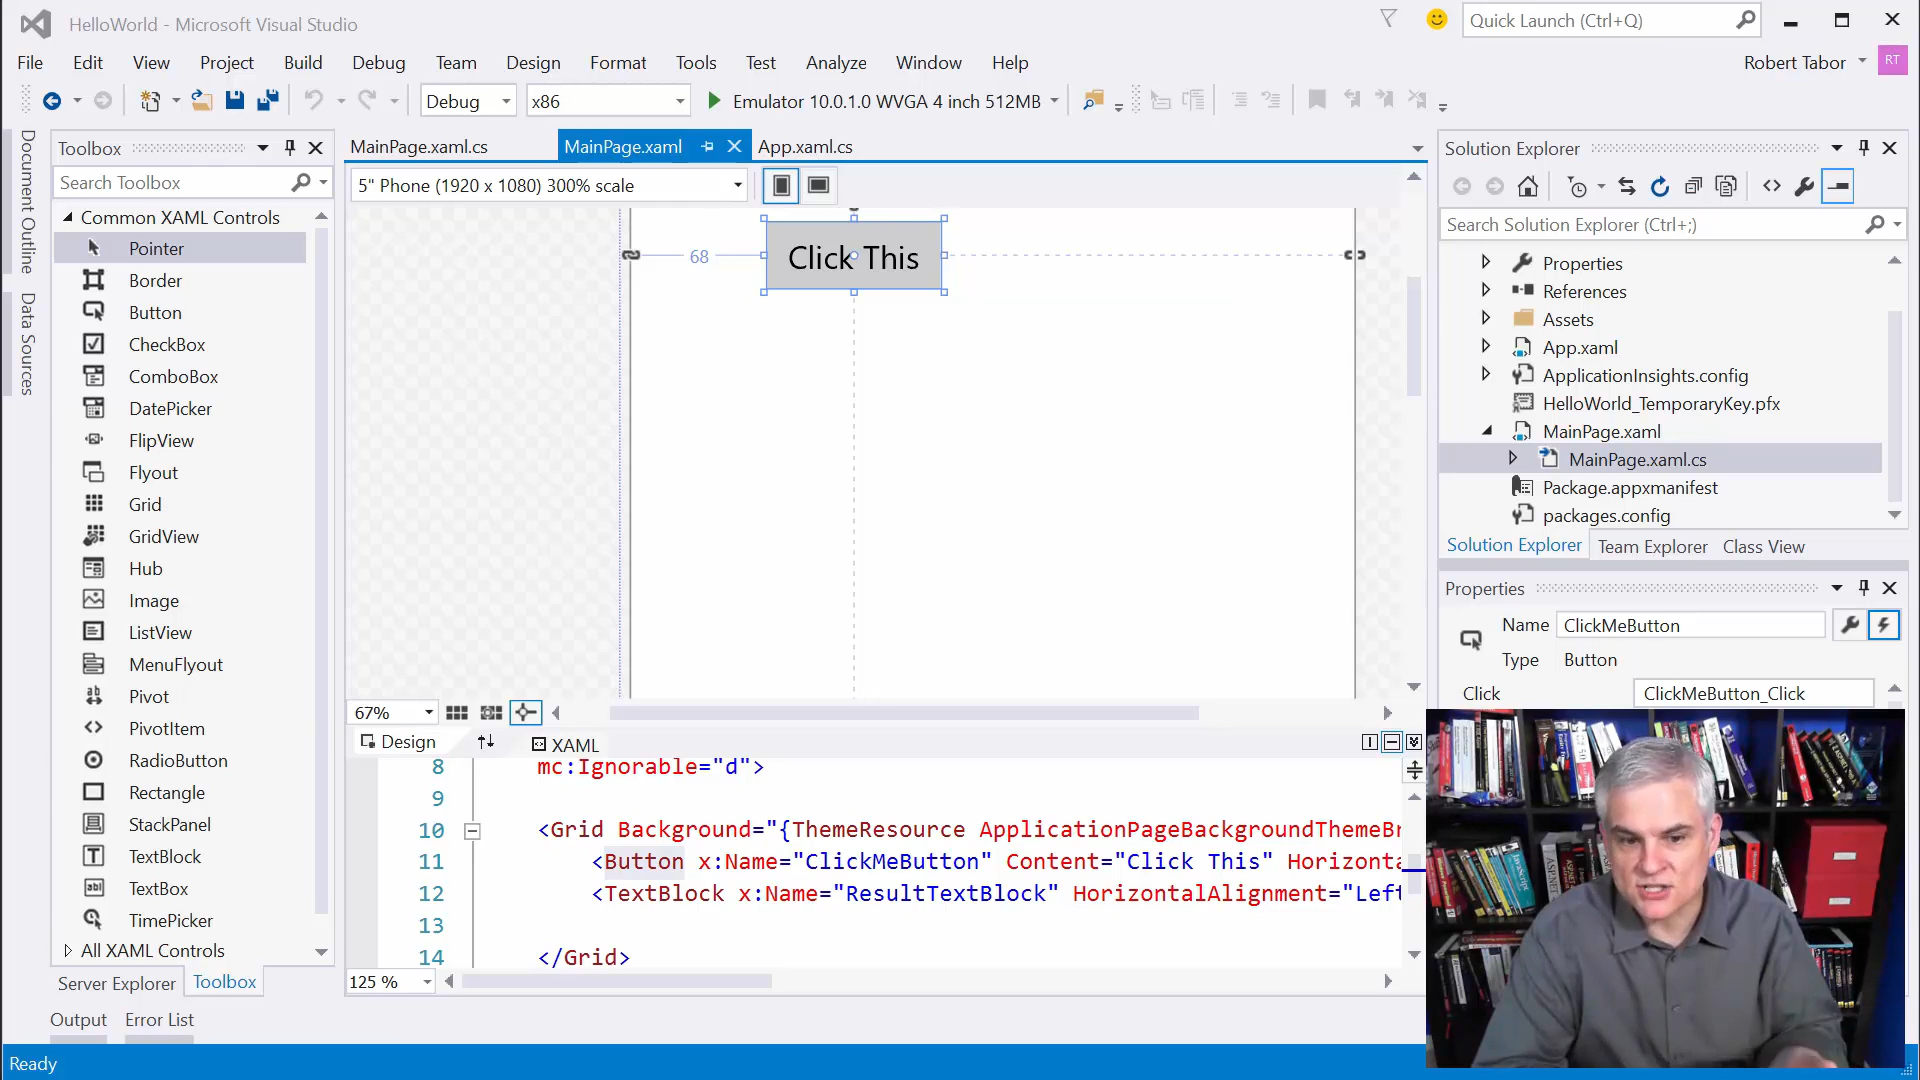 HelloWorld - Microsoft Visual Studio
Quick Launch (Ctrl+Q)
File Edit View Project Build Debug Team Design Format Tools Test Analyze Window Help
Robert Tabor RT
Debug x86 Emulator 10.0.1.0 WVGA 4 inch 512MB
Document Outline
Data Sources
Toolbox
Search Toolbox
Common XAML Controls
Pointer
Border
Button
CheckBox
ComboBox
DatePicker
FlipView
Flyout
Grid
GridView
Hub
Image
ListView
MenuFlyout
Pivot
PivotItem
RadioButton
Rectangle
StackPanel
TextBlock
TextBox
TimePicker
All XAML Controls
Server Explorer Toolbox
MainPage.xaml.cs MainPage.xaml App.xaml.cs
5" Phone (1920 x 1080) 300% scale
68
Click This
67%
Design XAML
8 mc:Ignorable="d">
9
10 <Grid Background="{ThemeResource ApplicationPageBackgroundThemeBr
11 <Button x:Name="ClickMeButton" Content="Click This" Horizonta
12 <TextBlock x:Name="ResultTextBlock" HorizontalAlignment="Left
13
14 </Grid>
125 %
Solution Explorer
Search Solution Explorer (Ctrl+;)
Properties
References
Assets
App.xaml
ApplicationInsights.config
HelloWorld_TemporaryKey.pfx
MainPage.xaml
MainPage.xaml.cs
Package.appxmanifest
packages.config
Solution Explorer Team Explorer Class View
Properties
Name ClickMeButton
Type Button
Click ClickMeButton_Click
Output Error List
Ready